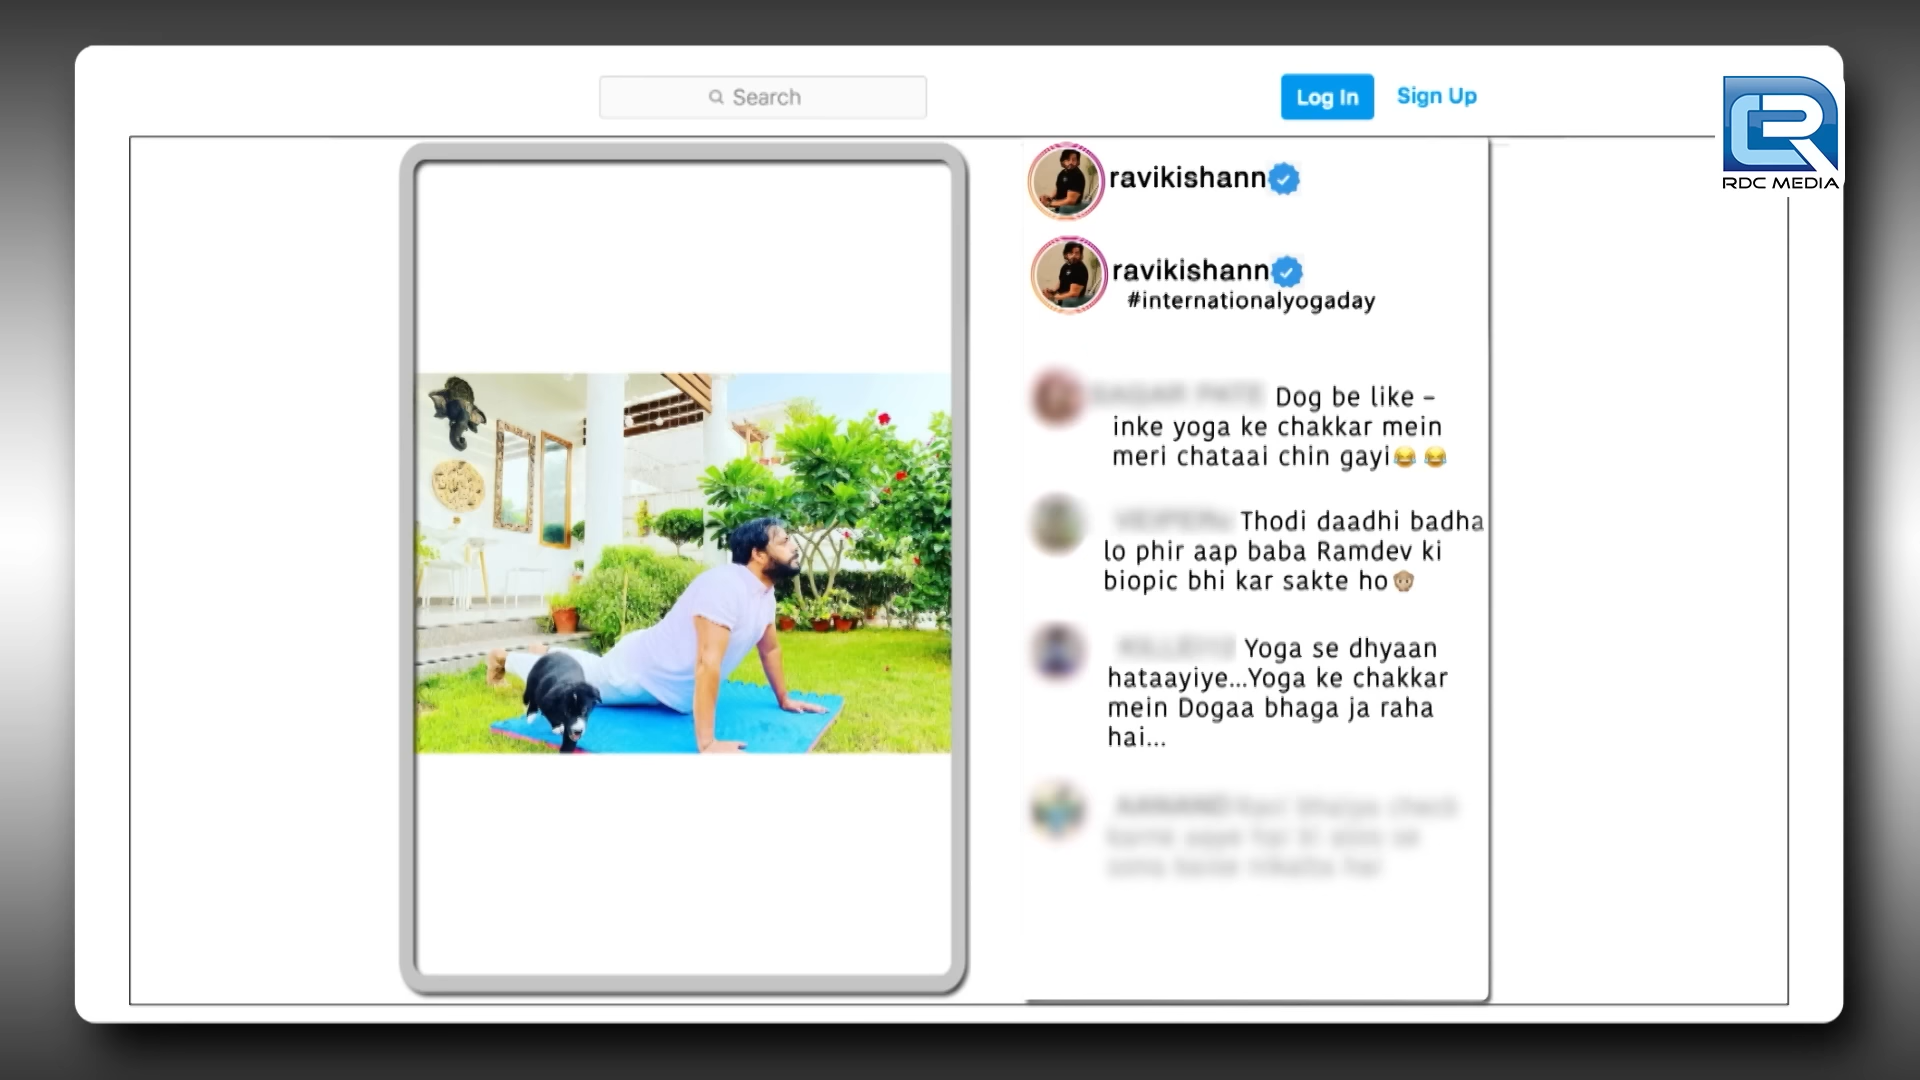 Search
Log In
Sign Up
RDC MEDIA
ravikishann
ravikishann
#internationalyogaday
Dog be like –
inke yoga ke chakkar mein
meri chataai chin gayi😂😂
Thodi daadhi badha
lo phir aap baba Ramdev ki
biopic bhi kar sakte ho🙊
Yoga se dhyaan
hataayiye...Yoga ke chakkar
mein Dogaa bhaga ja raha
hai...